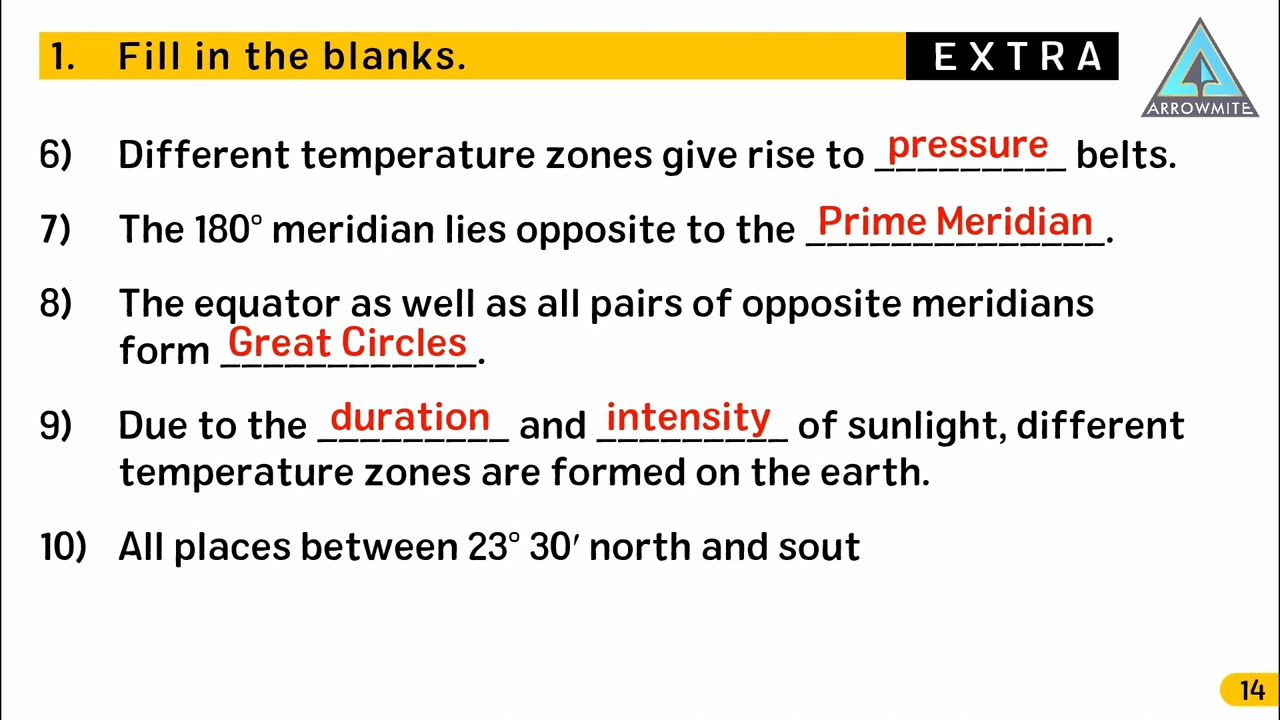 1. Fill in the blanks. EXTRA
ARROWMITE
6) Different temperature zones give rise to pressure belts.
7) The 180° meridian lies opposite to the Prime Meridian.
8) The equator as well as all pairs of opposite meridians
form Great Circles.
9) Due to the duration and intensity of sunlight, different
temperature zones are formed on the earth.
10) All places between 23° 30′ north and sout
14